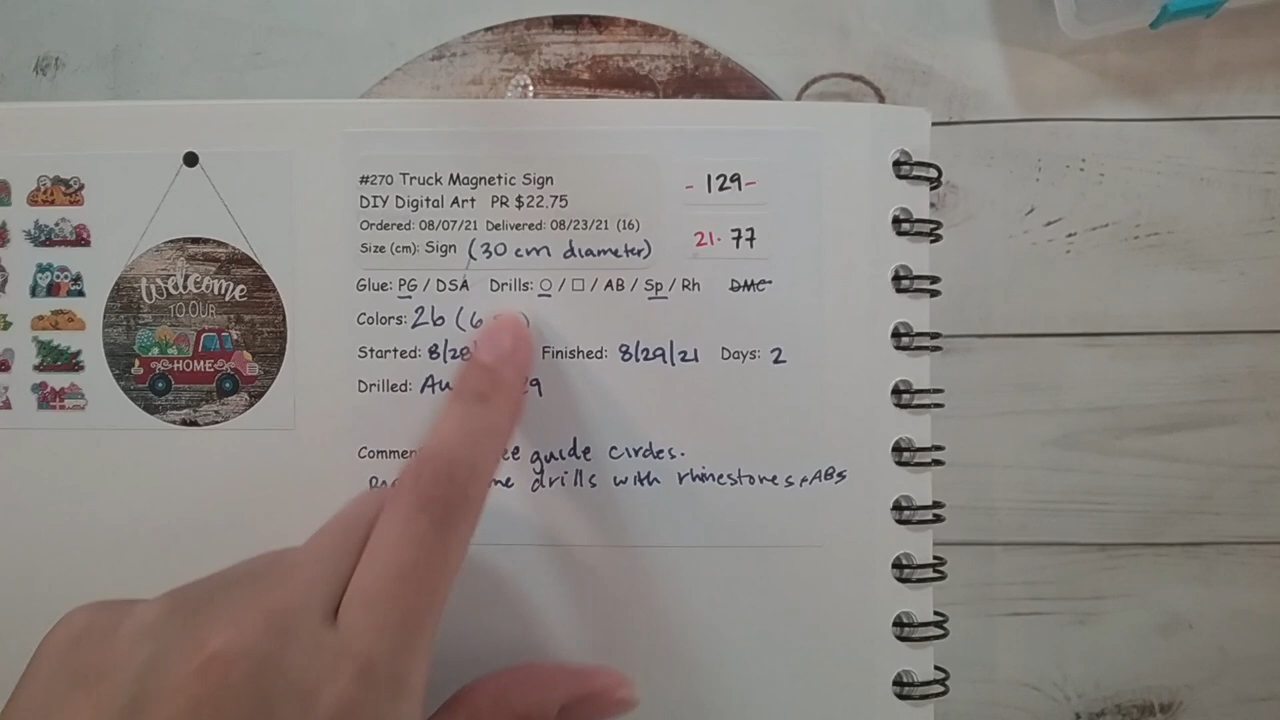 #270 Truck Magnetic Sign
DIY Digital Art PR $22.75
Ordered: 08/07/21 Delivered: 08/23/21 (16)
Size (cm): Sign (30 cm diameter)
- 129 -
21. 77
Glue: PG / DSA Drills: ○ / □ / AB / Sp / Rh DMC
Colors: 26
Started: 8/28 Finished: 8/29/21 Days: 2
Drilled:
guide circles.
drills with rhinestones + ABs
welcome
TO OUR
HOME